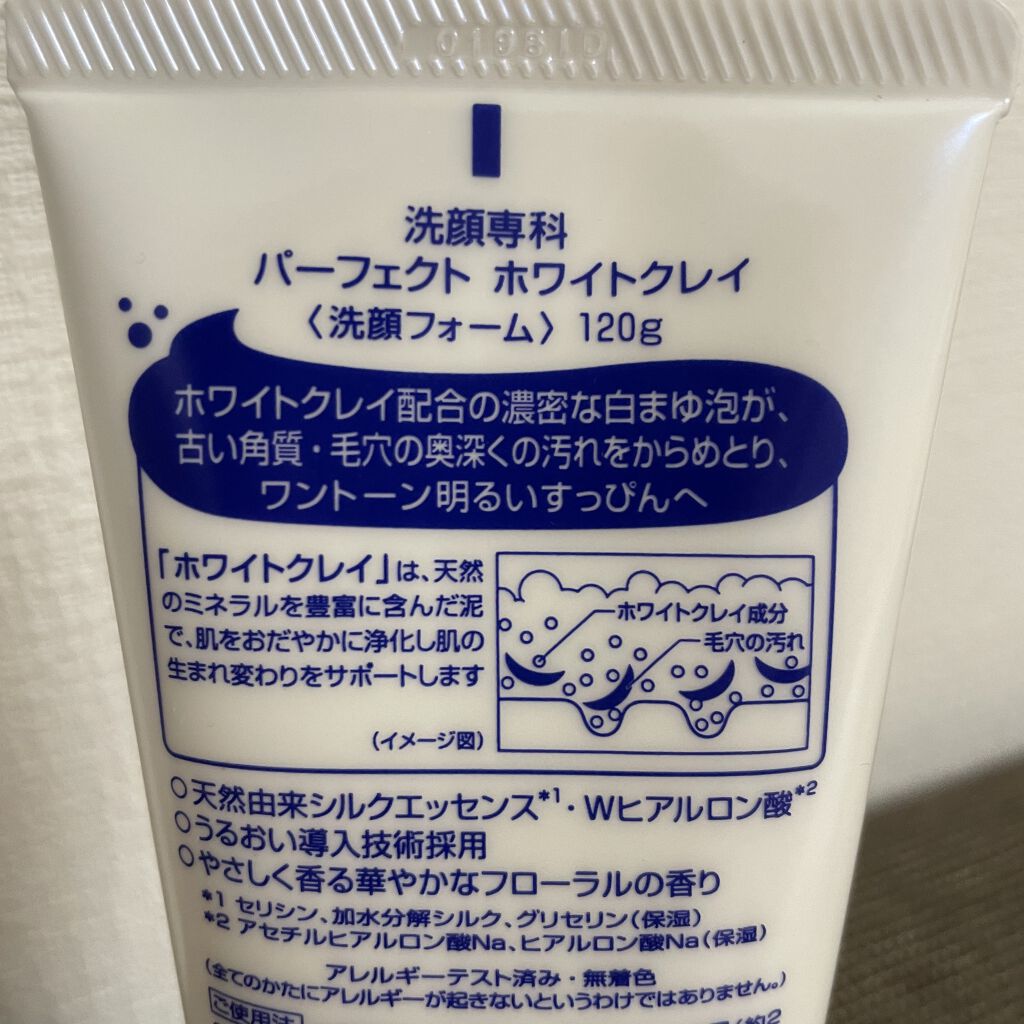 01981D
洗顔専科
パーフェクト ホワイトクレイ
〈洗顔フォーム〉 120g
ホワイトクレイ配合の濃密な白まゆ泡が、
古い角質・毛穴の奥深くの汚れをからめとり、
ワントーン明るいすっぴんへ
「ホワイトクレイ」は、天然
のミネラルを豊富に含んだ泥
で、肌をおだやかに浄化し肌の
生まれ変わりをサポートします
ホワイトクレイ成分
毛穴の汚れ
(イメージ図)
○天然由来シルクエッセンス*1・Wヒアルロン酸*2
○うるおい導入技術採用
○やさしく香る華やかなフローラルの香り
*1 セリシン、加水分解シルク、グリセリン(保湿)
*2 アセチルヒアルロン酸Na、ヒアルロン酸Na(保湿)
アレルギーテスト済み・無着色
(全てのかたにアレルギーが起きないというわけではありません。)
ご使用法